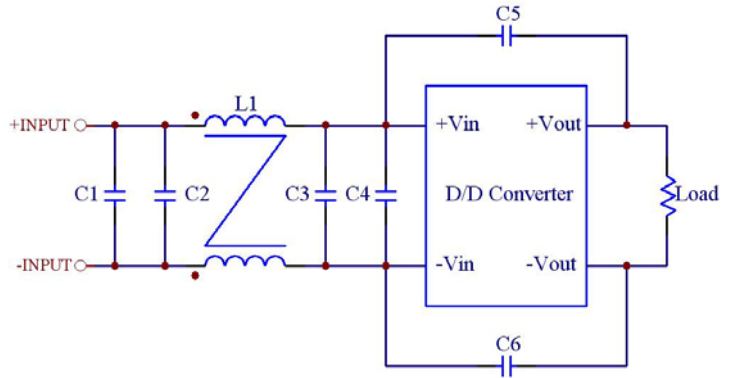 C5
L1
+INPUT
+Vin
+Vout
C1
C2
C3
C4
D/D Converter
Load
-INPUT
-Vin
-Vout
C6